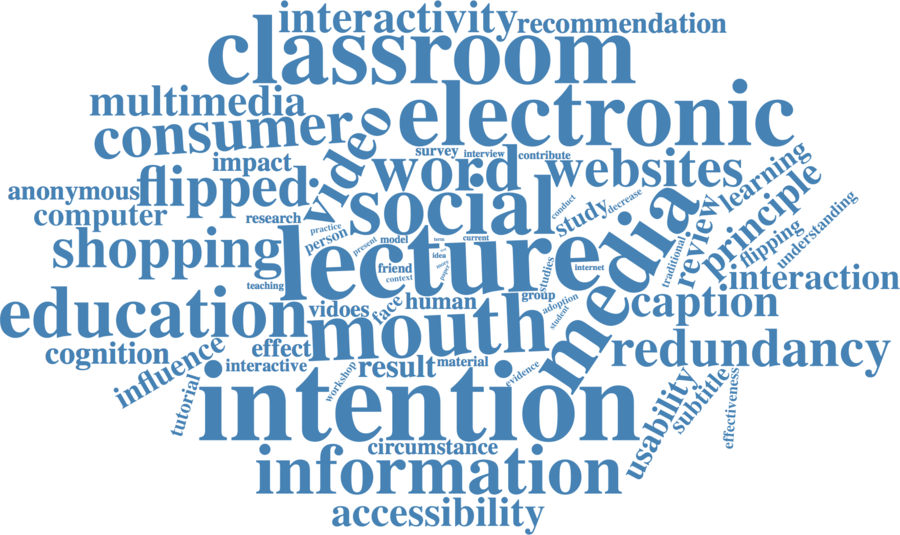 interactivity
recommendation
classroom
multimedia
electronic
consumer
video
survey
interview
contribute
word
websites
impact
learning
anonymous
flipped
social
conduct
decrease
study
principle
computer
research
practice
person
review
flipping
understanding
shopping
lecture
present
model
new
current
idea
friend
context
internet
traditional
media
interaction
teaching
studies
group
adoption
student
caption
education
vidoes
face
human
mouth
redundancy
cognition
influence
effect
interactive
workshop
result
material
evidence
tutorial
intention
usability
subtitle
effectiveness
circumstance
information
accessibility